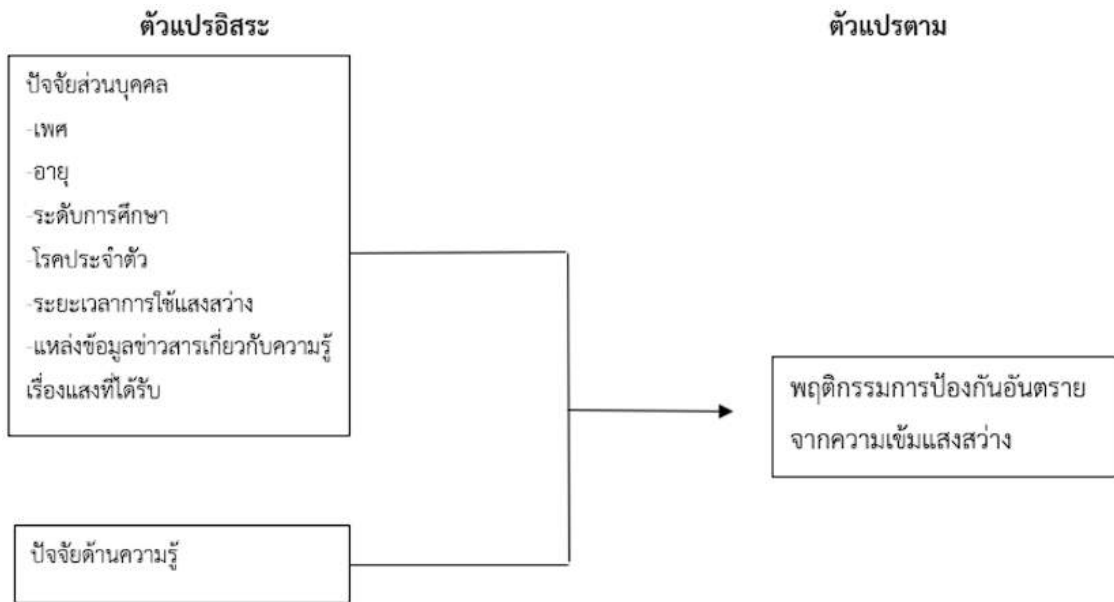 ตัวแปรอิสระ
ตัวแปรตาม
ปัจจัยส่วนบุคคล
-เพศ
-อายุ
-ระดับการศึกษา
-โรคประจำตัว
-ระยะเวลาการใช้แสงสว่าง
-แหล่งข้อมูลข่าวสารเกี่ยวกับความรู้
เรื่องแสงที่ได้รับ
พฤติกรรมการป้องกันอันตราย
จากความเข้มแสงสว่าง
ปัจจัยด้านความรู้